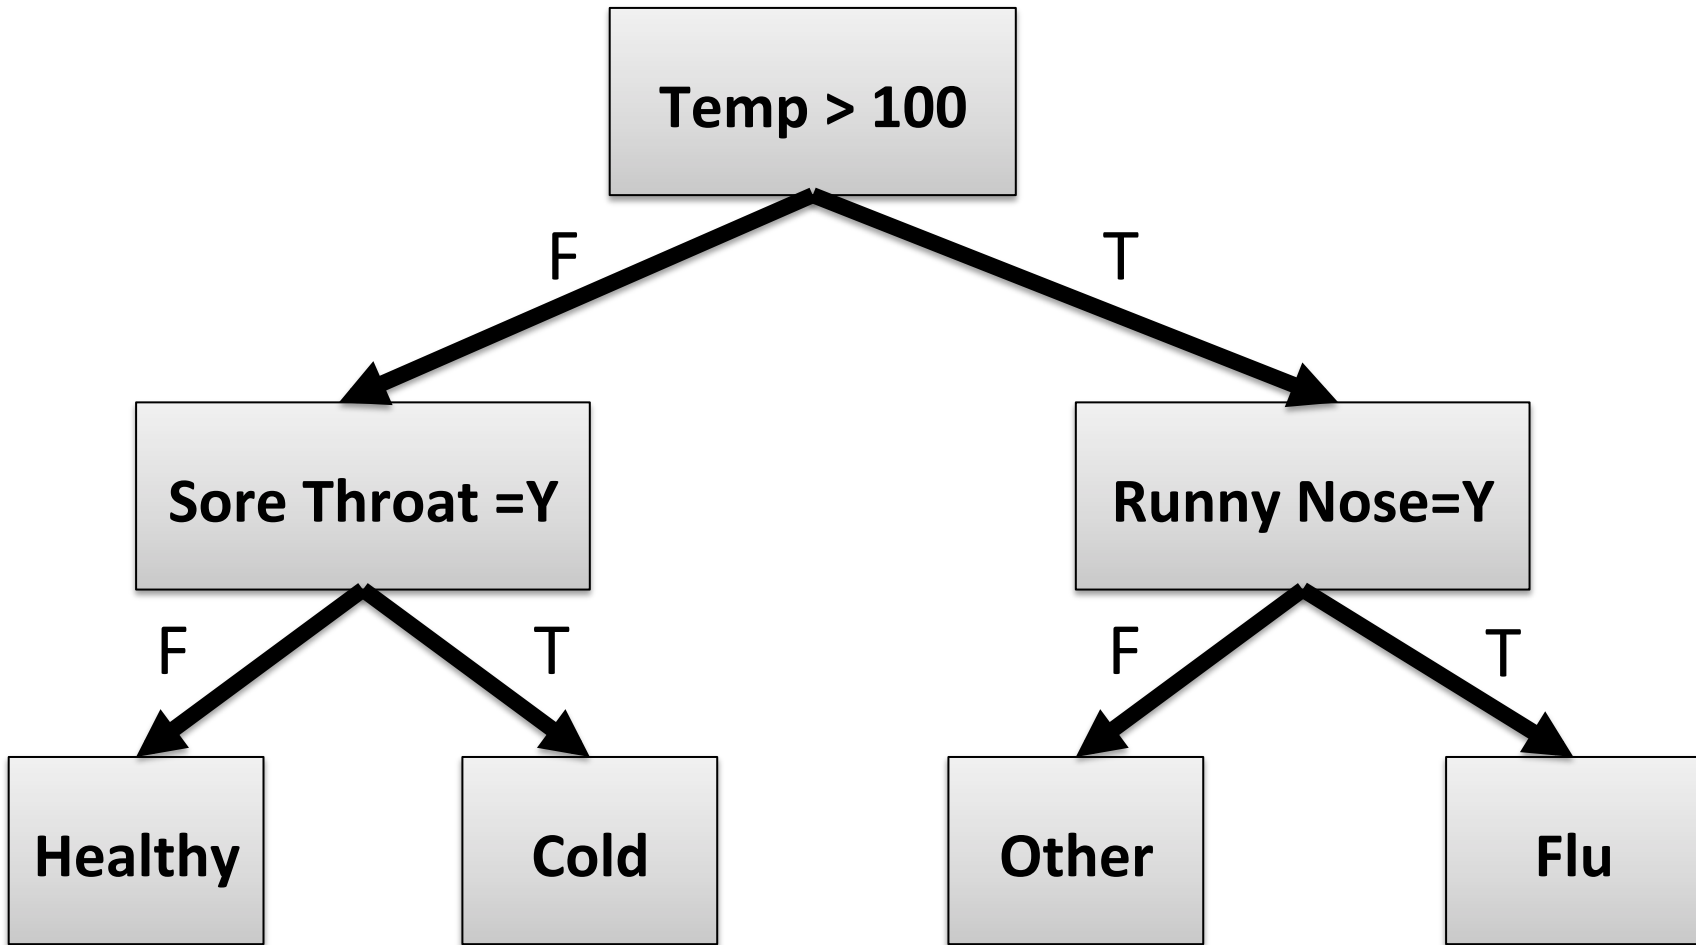 Temp > 100
F
T
Sore Throat =Y
Runny Nose=Y
F
T
F
T
Healthy
Cold
Other
Flu